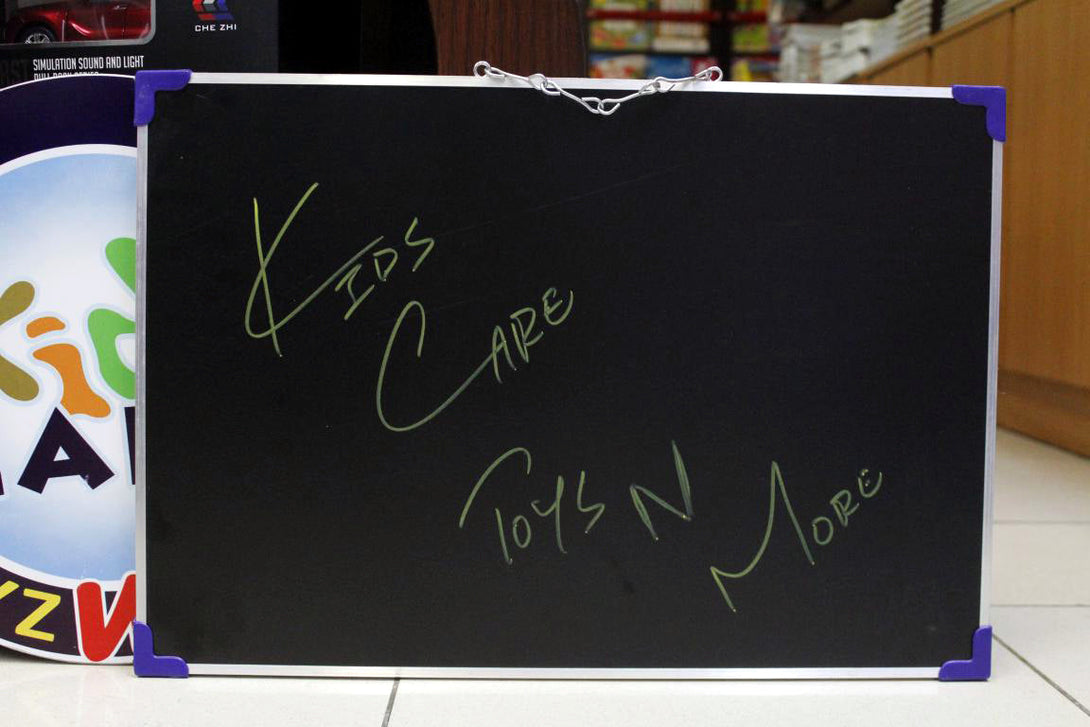 CHE ZHI
SIMULATION SOUND AND LIGHT
KIDS
CARE
TOYS N
MORE